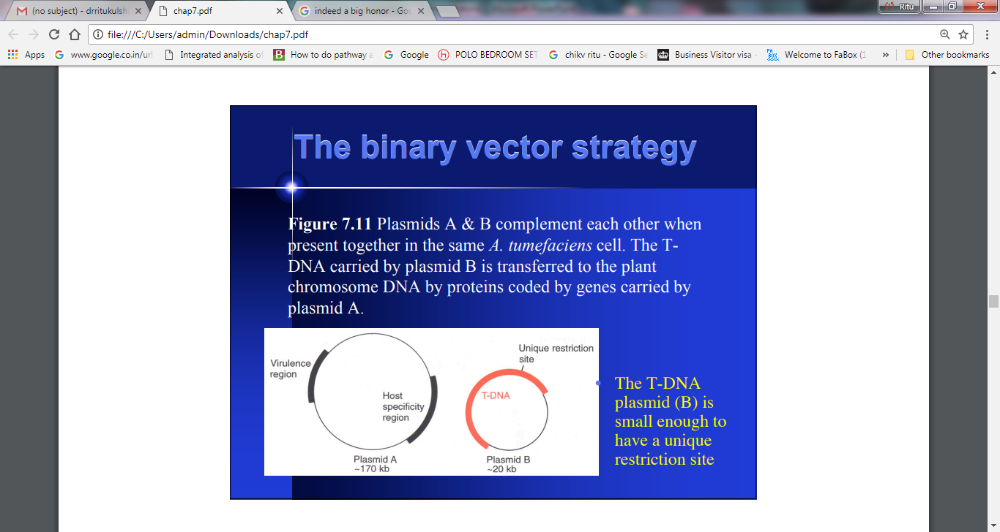 (no subject) - drritukulsh
chap7.pdf
indeed a big honor - Goo
Ritu
file:///C:/Users/admin/Downloads/chap7.pdf
Apps
www.google.co.in/url
Integrated analysis of
How to do pathway a
Google
POLO BEDROOM SET
chikv ritu - Google Se
Business Visitor visa -
FA BOX
Welcome to FaBox (1
»
Other bookmarks
The binary vector strategy
Figure 7.11 Plasmids A & B complement each other when
present together in the same A. tumefaciens cell. The T-
DNA carried by plasmid B is transferred to the plant
chromosome DNA by proteins coded by genes carried by
plasmid A.
Virulence
region
Host
specificity
region
Plasmid A
~170 kb
Unique restriction
site
T-DNA
Plasmid B
~20 kb
The T-DNA
plasmid (B) is
small enough to
have a unique
restriction site